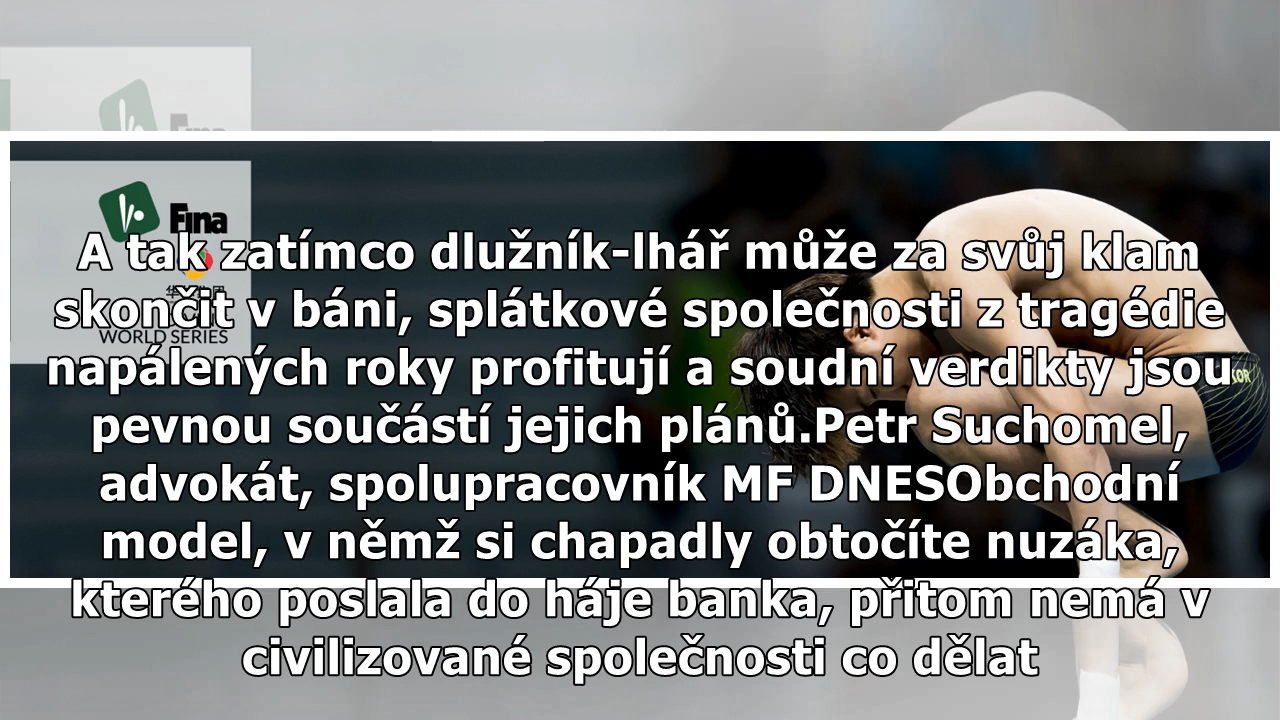 Fina
WORLD SERIES
A tak zatímco dlužník-lhář může za svůj klam
skončit v báni, splátkové společnosti z tragédie
napálených roky profitují a soudní verdikty jsou
pevnou součástí jejich plánů.Petr Suchomel,
advokát, spolupracovník MF DNESObchodní
model, v němž si chapadly obtočíte nuzáka,
kterého poslala do háje banka, přitom nemá v
civilizované společnosti co dělat